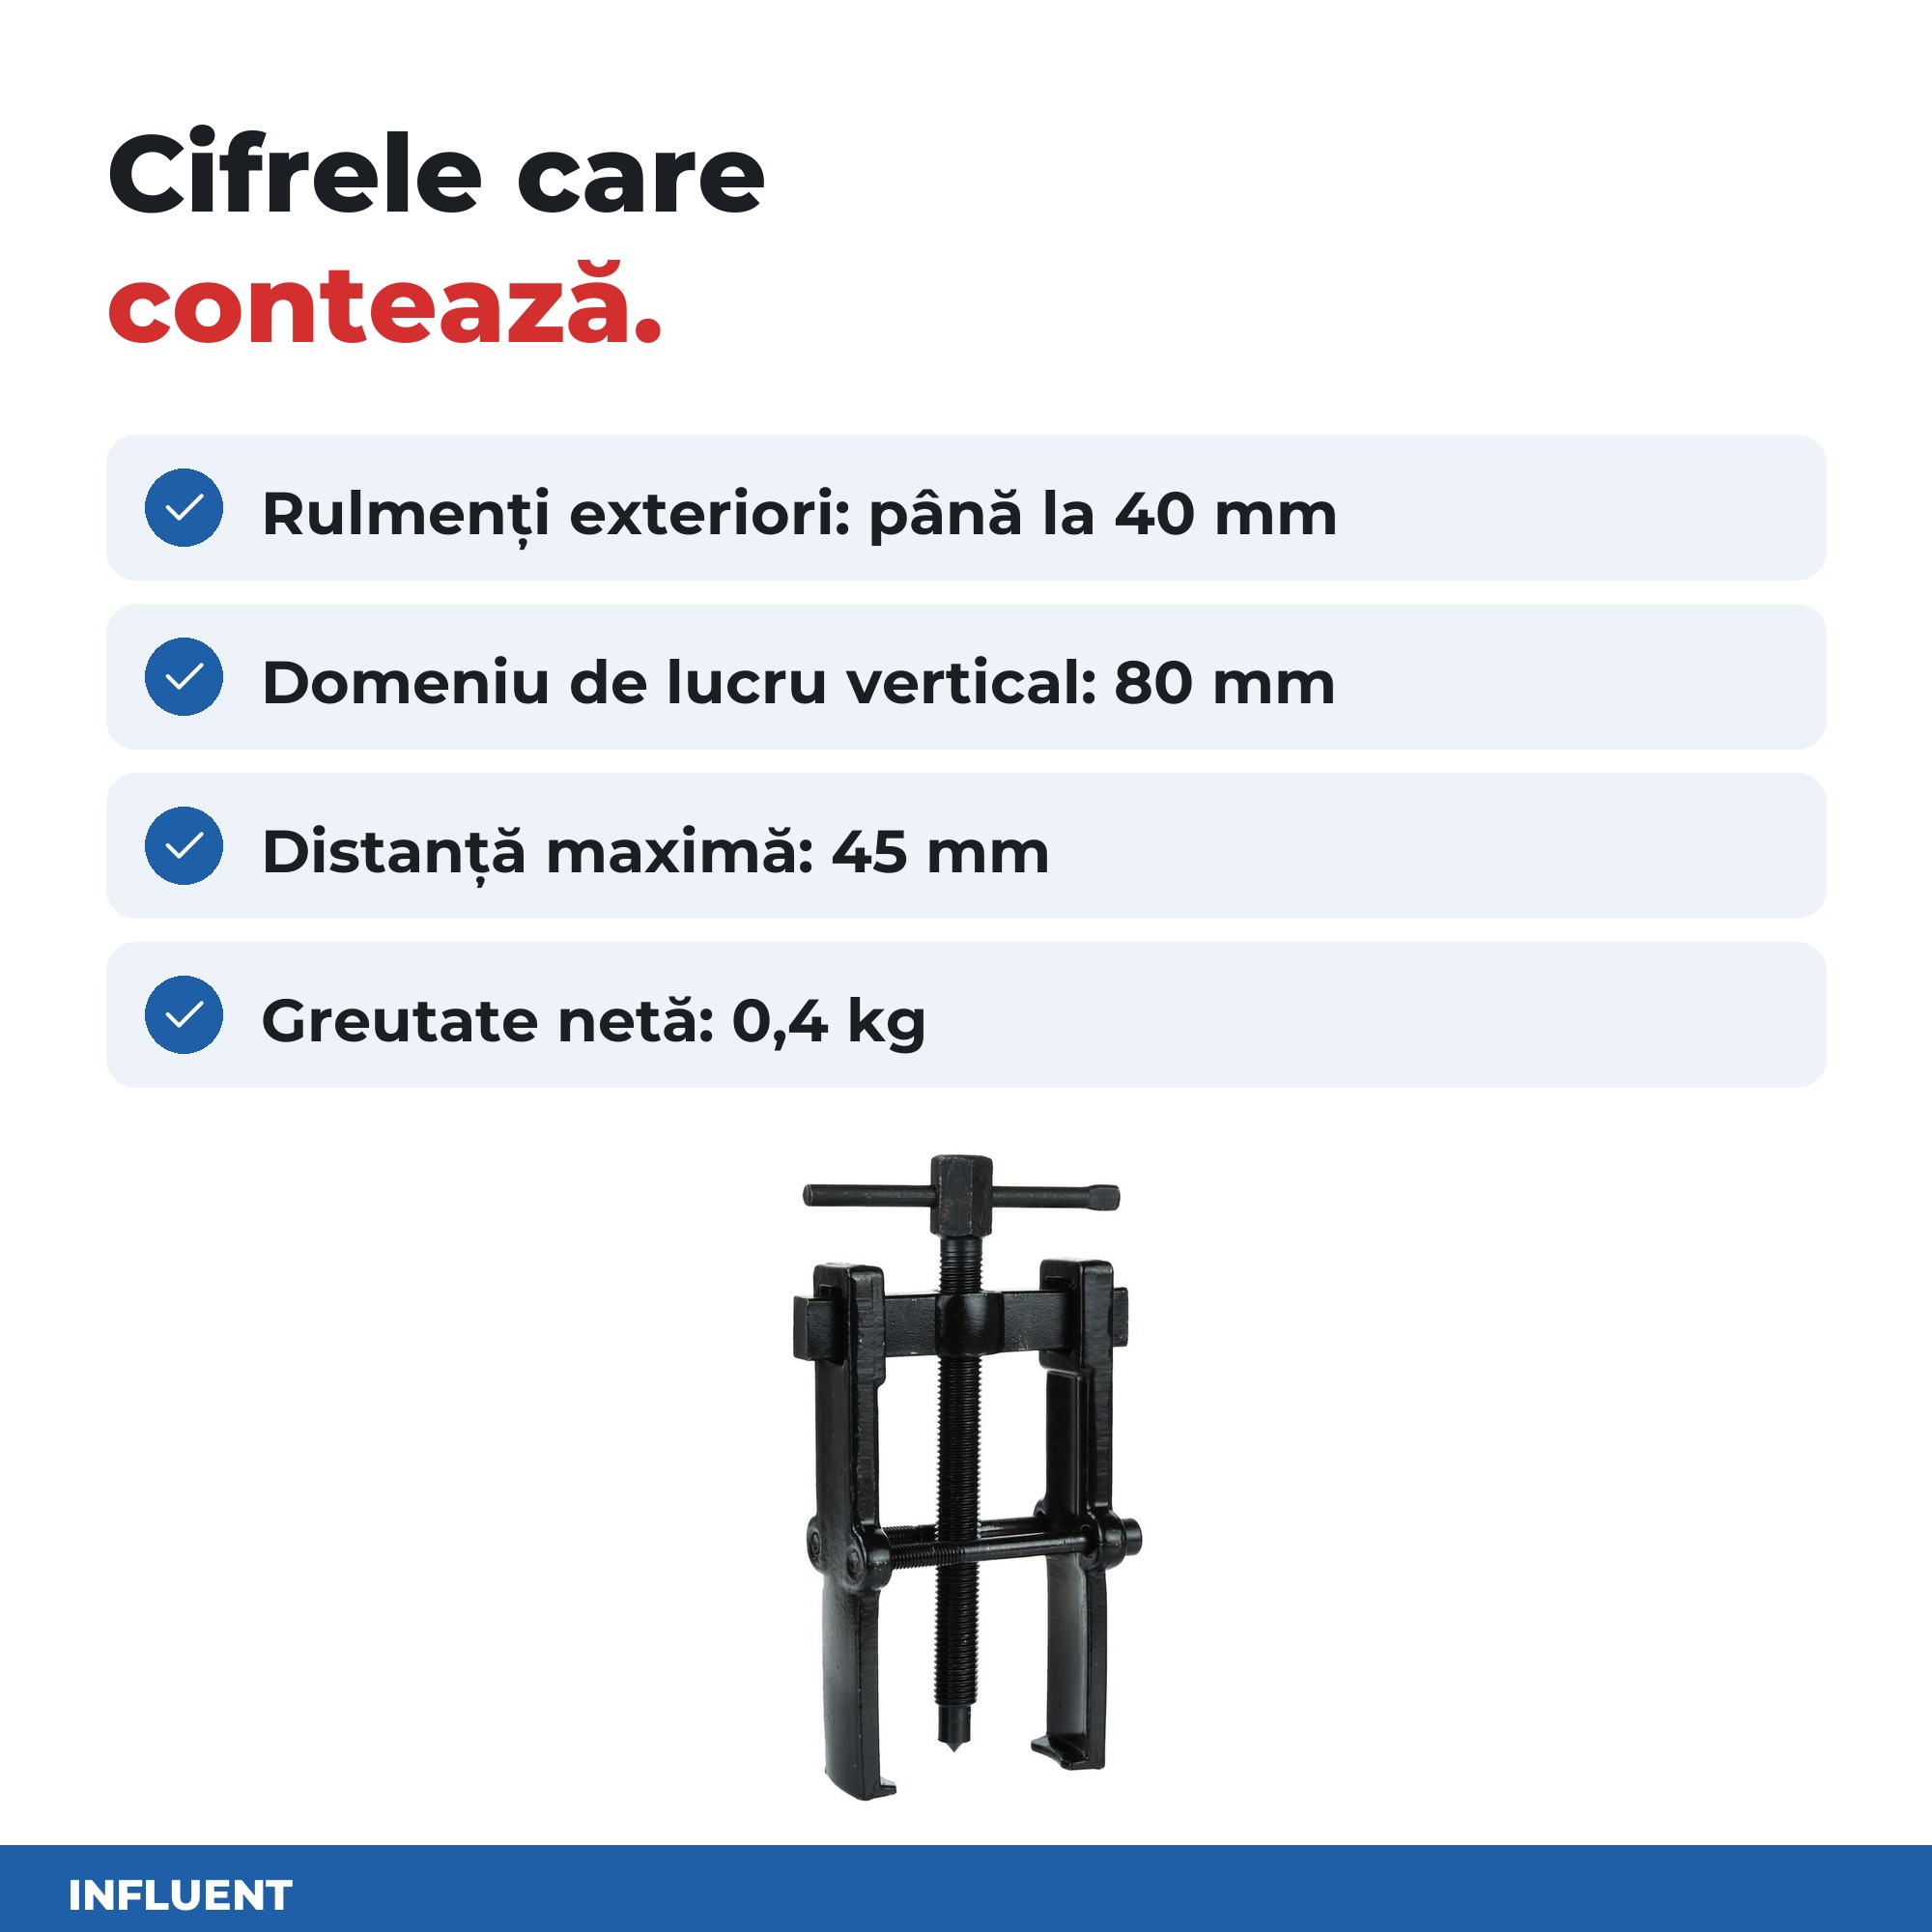 Cifrele care
contează.
Rulmenți exteriori: până la 40 mm
Domeniu de lucru vertical: 80 mm
Distanță maximă: 45 mm
Greutate netă: 0,4 kg
INFLUENT